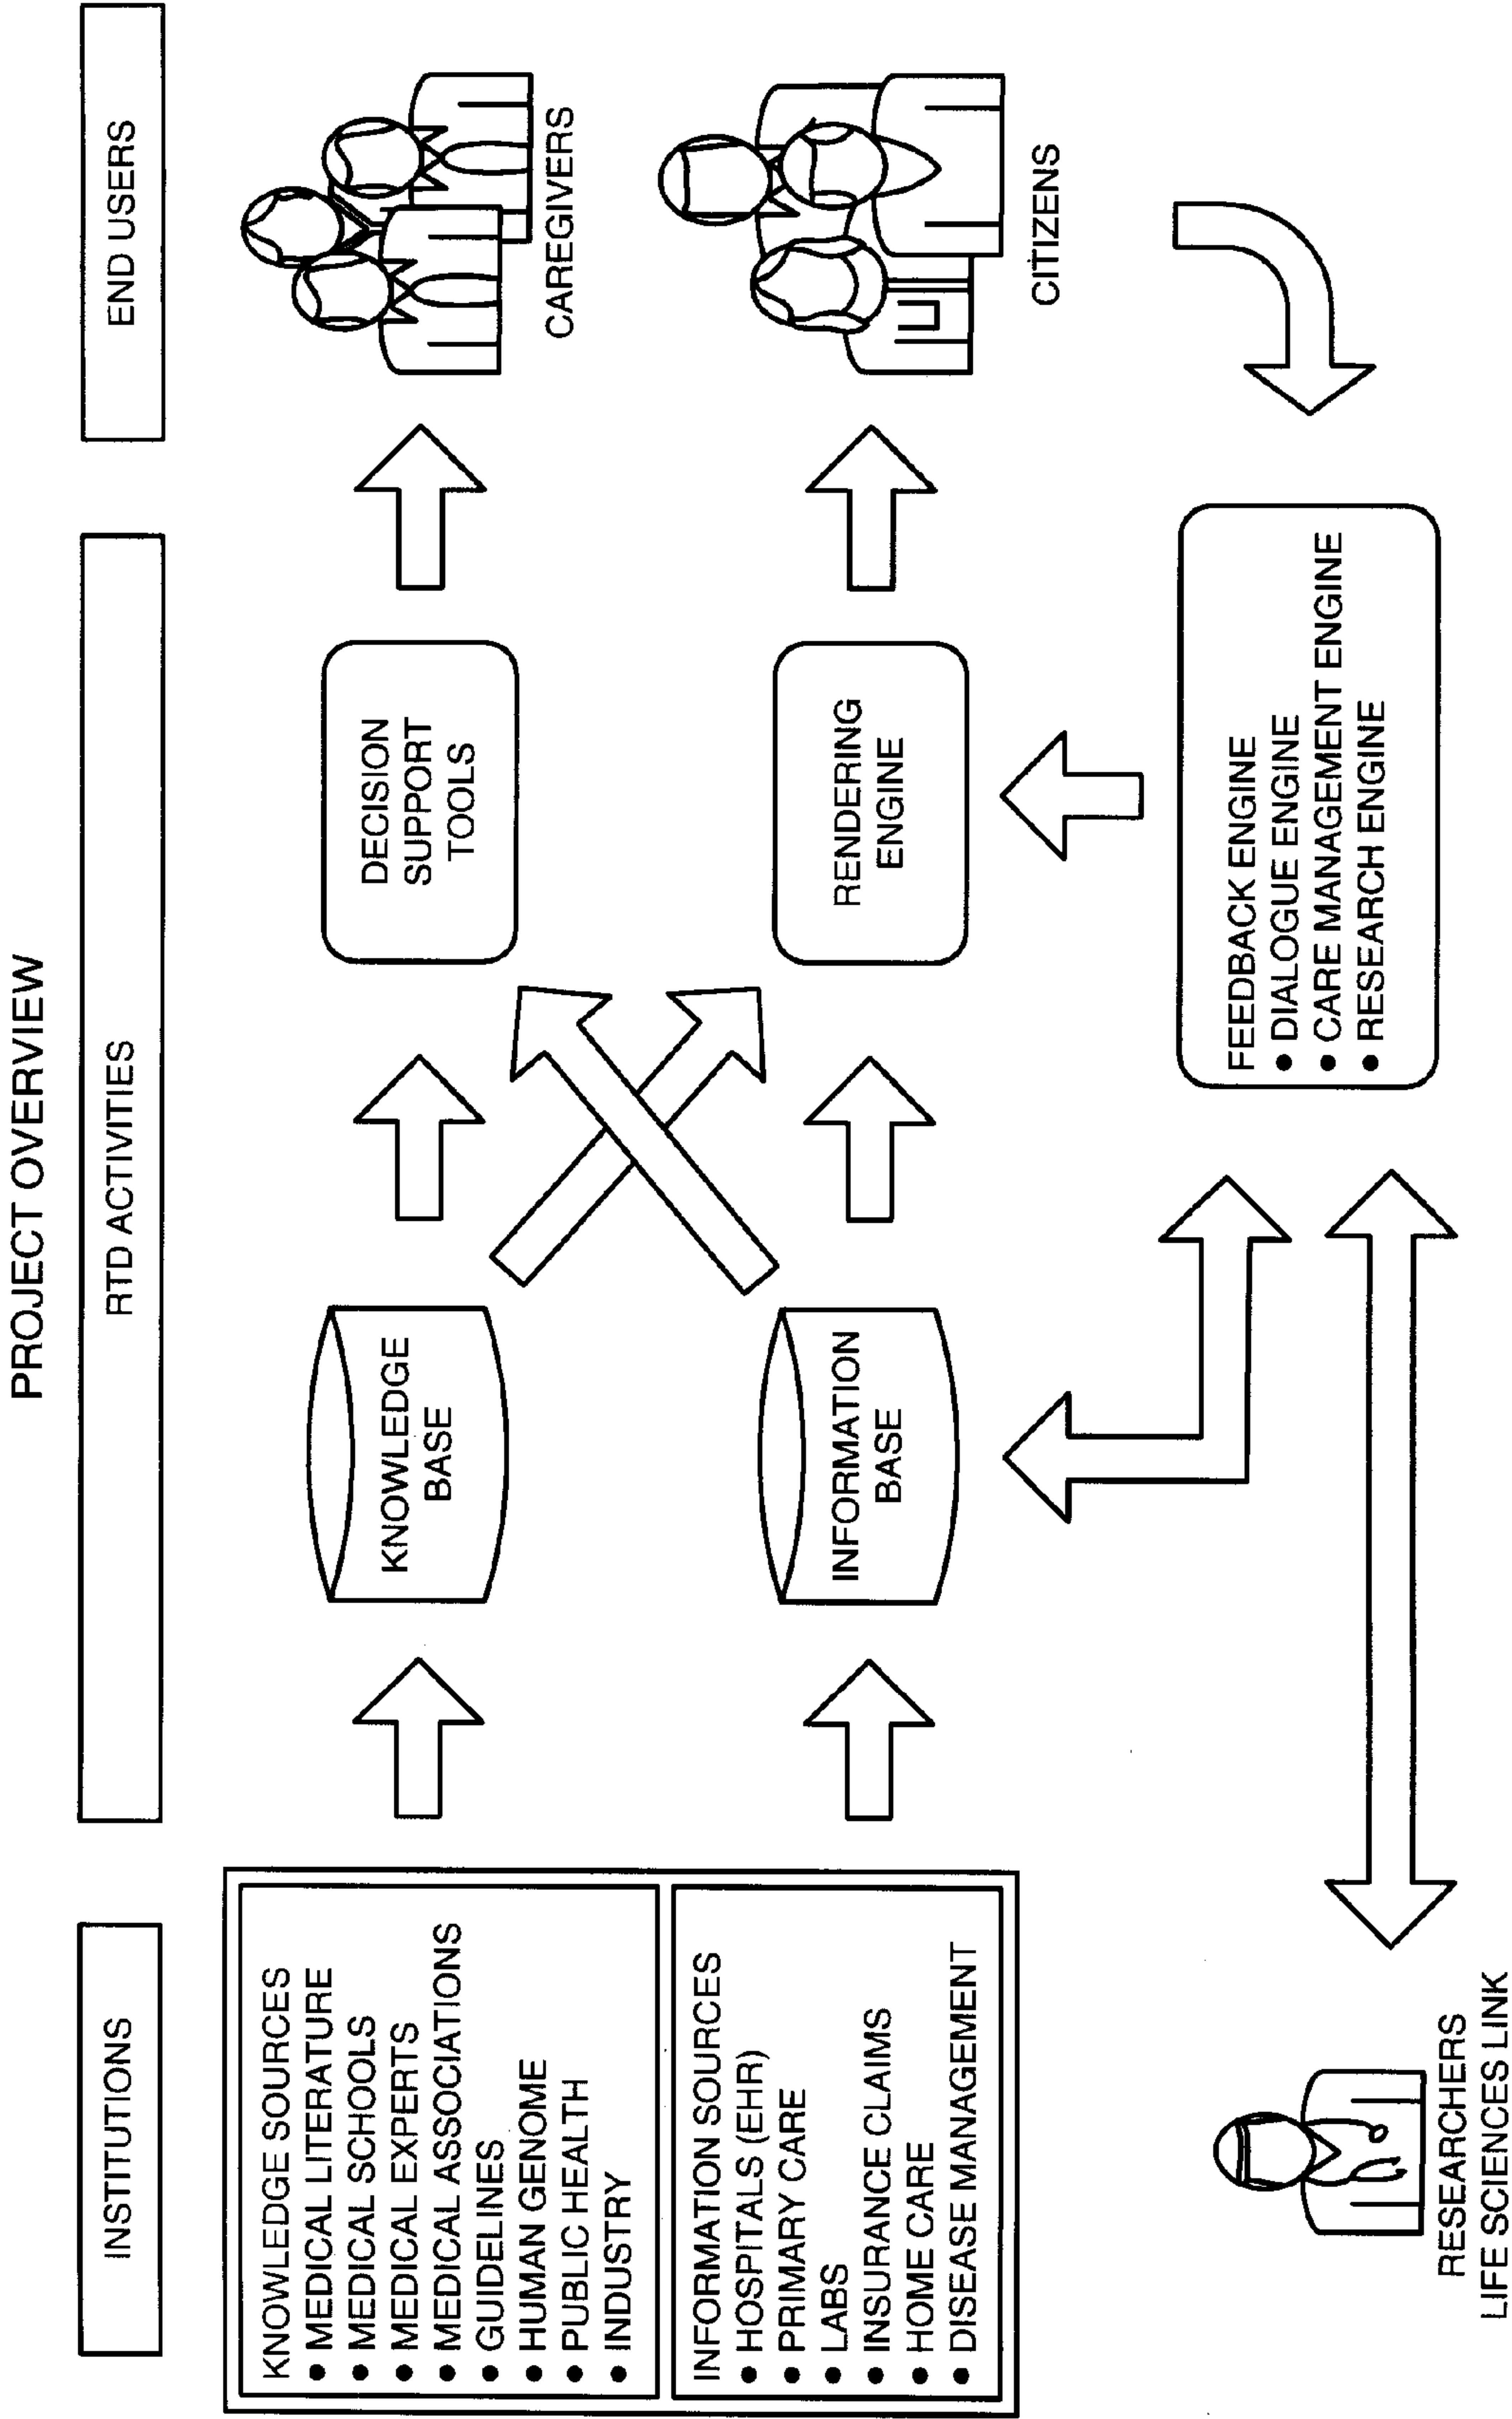 PROJECT OVERVIEW
INSTITUTIONS
RTD ACTIVITIES
END USERS
KNOWLEDGE SOURCES
• MEDICAL LITERATURE
• MEDICAL SCHOOLS
• MEDICAL EXPERTS
• MEDICAL ASSOCIATIONS
• GUIDELINES
• HUMAN GENOME
• PUBLIC HEALTH
• INDUSTRY
KNOWLEDGE
BASE
DECISION
SUPPORT
TOOLS
CAREGIVERS
INFORMATION SOURCES
• HOSPITALS (EHR)
• PRIMARY CARE
• LABS
• INSURANCE CLAIMS
• HOME CARE
• DISEASE MANAGEMENT
INFORMATION
BASE
RENDERING
ENGINE
CITIZENS
FEEDBACK ENGINE
• DIALOGUE ENGINE
• CARE MANAGEMENT ENGINE
• RESEARCH ENGINE
RESEARCHERS
LIFE SCIENCES LINK